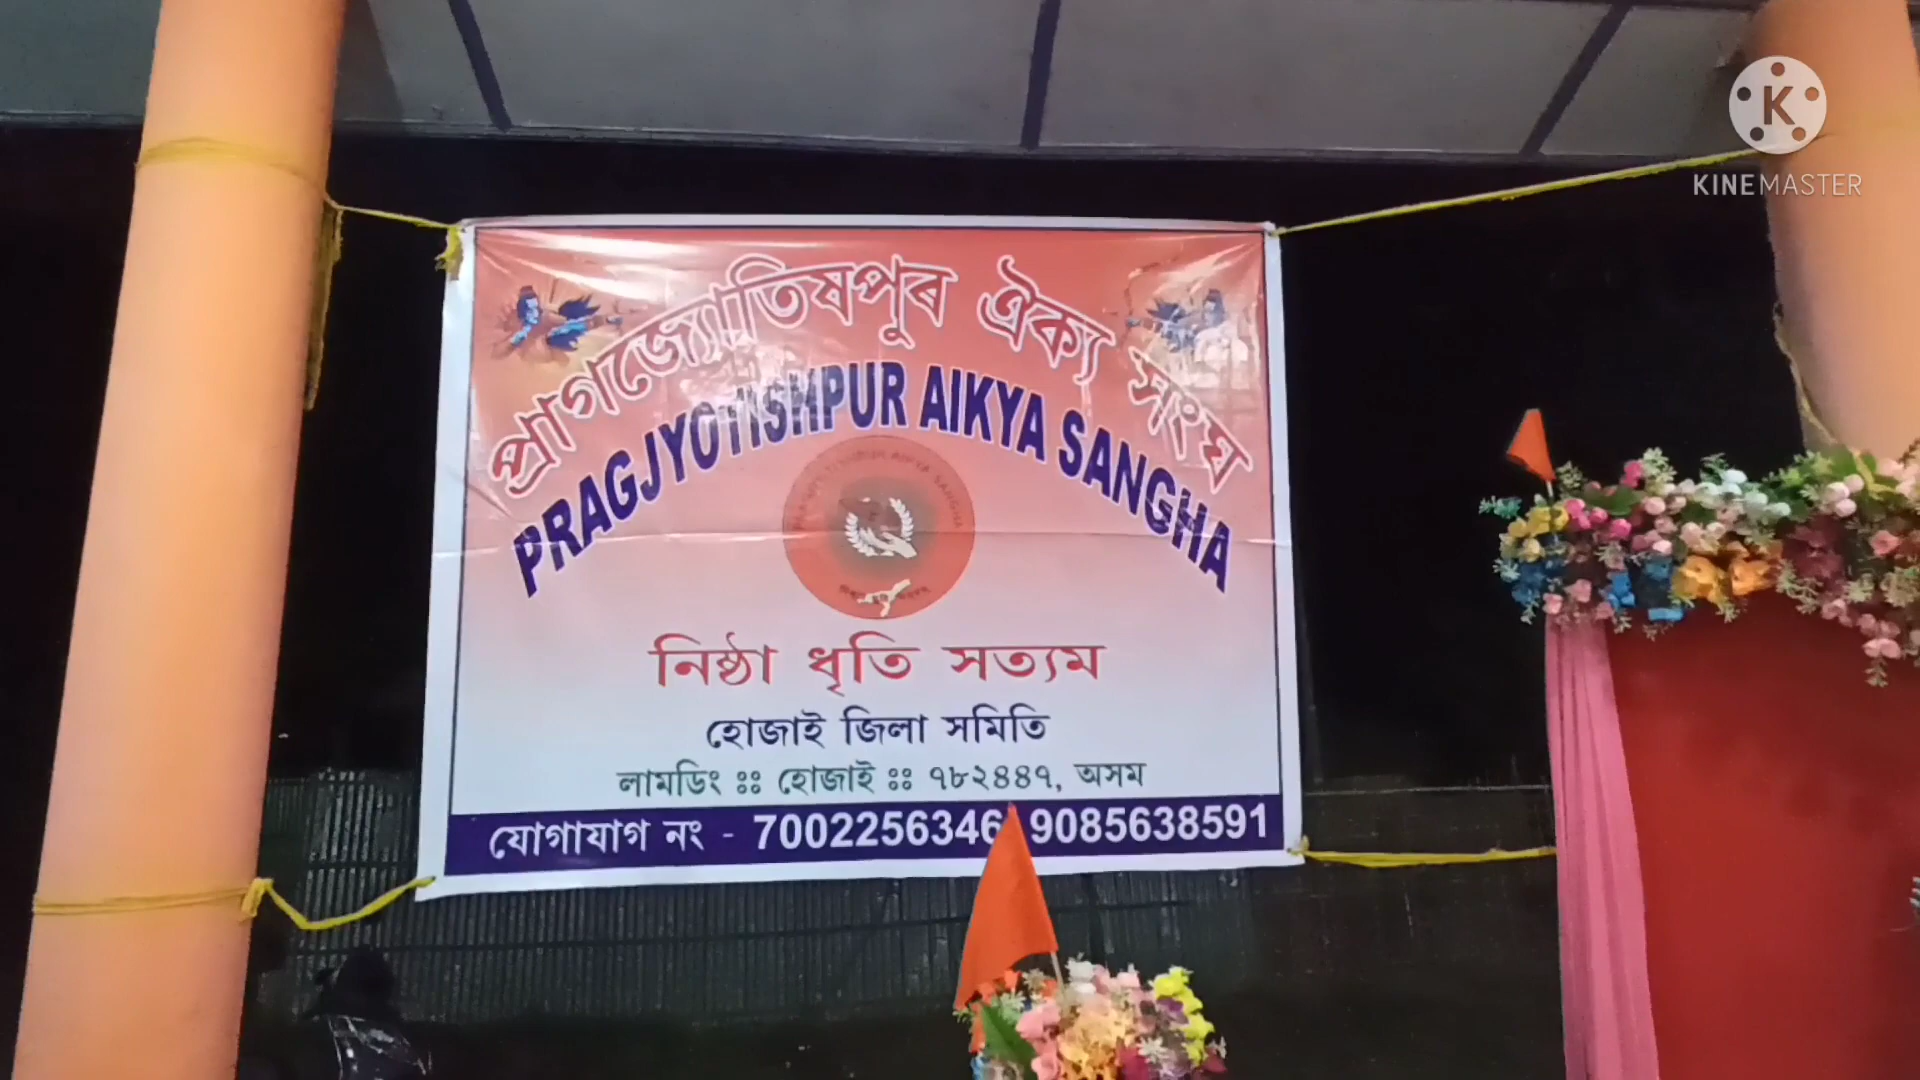 প্ৰাগজ্যোতিষপুৰ ঐক্য সংঘ
PRAGJYOTISHPUR AIKYA SANGHA
নিষ্ঠা ধৃতি সত্যম
হোজাই জিলা সমিতি
লামডিং ঃঃ হোজাই ঃঃ ৭৮২৪৪৭, অসম
যোগাযাগ নং - 7002256346 9085638591
K
KINEMASTER